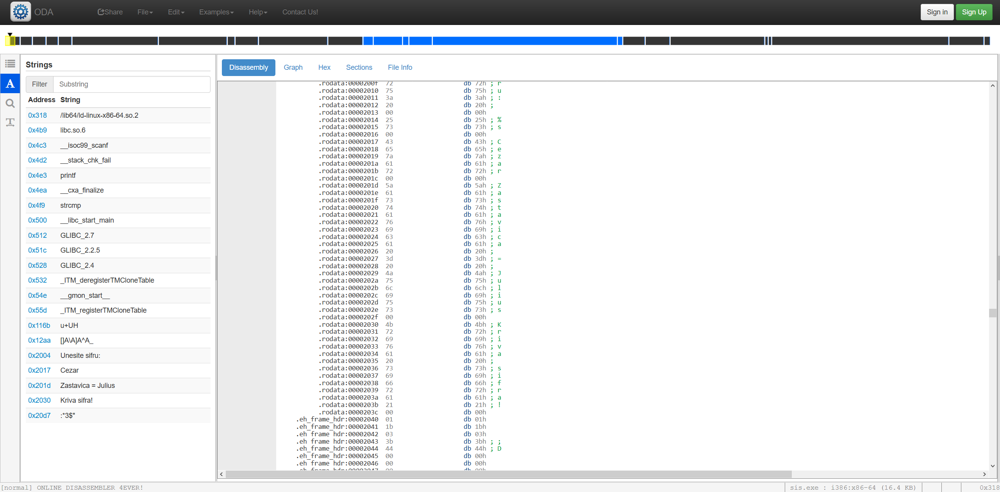 ODA Share File Edit Examples Help Contact Us! Sign in Sign Up
Strings
Filter Substring
Address String
0x318 /lib64/ld-linux-x86-64.so.2
0x4b9 libc.so.6
0x4c3 __isoc99_scanf
0x4d2 __stack_chk_fail
0x4e3 printf
0x4ea __cxa_finalize
0x4f9 strcmp
0x500 __libc_start_main
0x512 GLIBC_2.7
0x51c GLIBC_2.2.5
0x528 GLIBC_2.4
0x532 _ITM_deregisterTMCloneTable
0x54e __gmon_start__
0x55d _ITM_registerTMCloneTable
0x116b u+UH
0x12aa []A\A]A^A_
0x2004 Unesite sifru:
0x2017 Cezar
0x201d Zastavica = Julius
0x2030 Kriva sifra!
0x20d7 :*3$"
Disassembly Graph Hex Sections File Info
.rodata:0000200f 72 db 72h ; r
.rodata:00002010 75 db 75h ; u
.rodata:00002011 3a db 3ah ; :
.rodata:00002012 20 db 20h ;
.rodata:00002013 00 db 00h
.rodata:00002014 25 db 25h ; %
.rodata:00002015 73 db 73h ; s
.rodata:00002016 00 db 00h
.rodata:00002017 43 db 43h ; C
.rodata:00002018 65 db 65h ; e
.rodata:00002019 7a db 7ah ; z
.rodata:0000201a 61 db 61h ; a
.rodata:0000201b 72 db 72h ; r
.rodata:0000201c 00 db 00h
.rodata:0000201d 5a db 5ah ; Z
.rodata:0000201e 61 db 61h ; a
.rodata:0000201f 73 db 73h ; s
.rodata:00002020 74 db 74h ; t
.rodata:00002021 61 db 61h ; a
.rodata:00002022 76 db 76h ; v
.rodata:00002023 69 db 69h ; i
.rodata:00002024 63 db 63h ; c
.rodata:00002025 61 db 61h ; a
.rodata:00002026 20 db 20h ;
.rodata:00002027 3d db 3dh ; =
.rodata:00002028 20 db 20h ;
.rodata:00002029 4a db 4ah ; J
.rodata:0000202a 75 db 75h ; u
.rodata:0000202b 6c db 6ch ; l
.rodata:0000202c 69 db 69h ; i
.rodata:0000202d 75 db 75h ; u
.rodata:0000202e 73 db 73h ; s
.rodata:0000202f 00 db 00h
.rodata:00002030 4b db 4bh ; K
.rodata:00002031 72 db 72h ; r
.rodata:00002032 69 db 69h ; i
.rodata:00002033 76 db 76h ; v
.rodata:00002034 61 db 61h ; a
.rodata:00002035 20 db 20h ;
.rodata:00002036 73 db 73h ; s
.rodata:00002037 69 db 69h ; i
.rodata:00002038 66 db 66h ; f
.rodata:00002039 72 db 72h ; r
.rodata:0000203a 61 db 61h ; a
.rodata:0000203b 21 db 21h ; !
.rodata:0000203c 00 db 00h
.eh_frame_hdr:00002040 01 db 01h
.eh_frame_hdr:00002041 1b db 1bh
.eh_frame_hdr:00002042 03 db 03h
.eh_frame_hdr:00002043 3b db 3bh ; ;
.eh_frame_hdr:00002044 44 db 44h ; D
.eh_frame_hdr:00002045 00 db 00h
.eh_frame_hdr:00002046 00 db 00h
[normal] ONLINE DISASSEMBLER 4EVER! sis.exe : i386:x86-64 (16.4 KB) 0x318